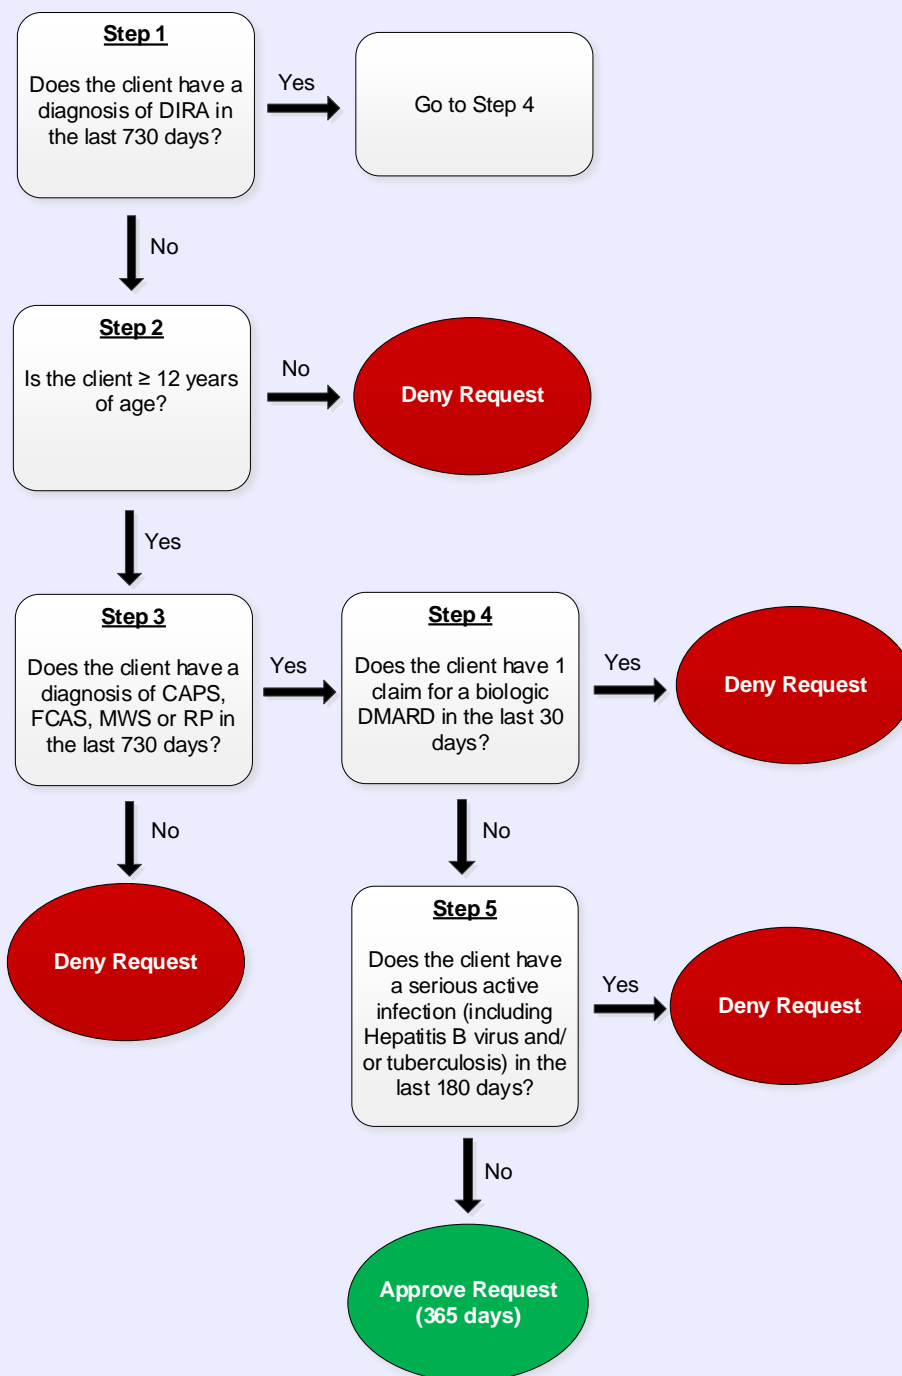 Step 1
Does the client have a
diagnosis of DIRA in
the last 730 days?
Yes
Go to Step 4
No
Step 2
Is the client ≥ 12 years
of age?
No
Deny Request
Yes
Step 3
Does the client have a
diagnosis of CAPS,
FCAS, MWS or RP in
the last 730 days?
Yes
Step 4
Does the client have 1
claim for a biologic
DMARD in the last 30
days?
Yes
Deny Request
No
Deny Request
No
Step 5
Does the client have
a serious active
infection (including
Hepatitis B virus and/
or tuberculosis) in the
last 180 days?
Yes
Deny Request
No
Approve Request
(365 days)